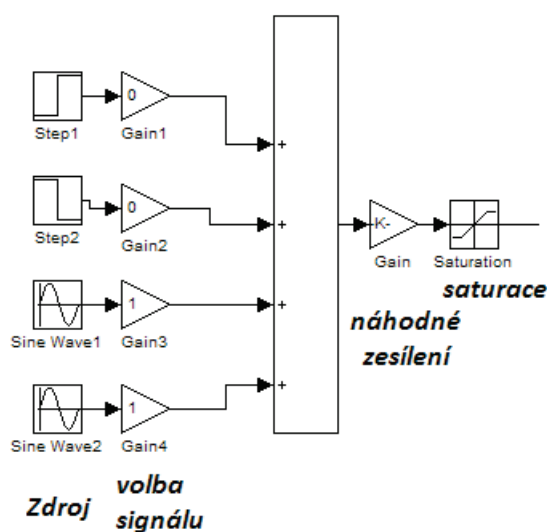 0
Step1
Gain1
+
0
Step2
Gain2
+
K-
Gain
Saturation
saturace
1
Sine Wave1
Gain3
+
náhodné
zesílení
1
Sine Wave2
Gain4
+
Zdroj
volba
signálu